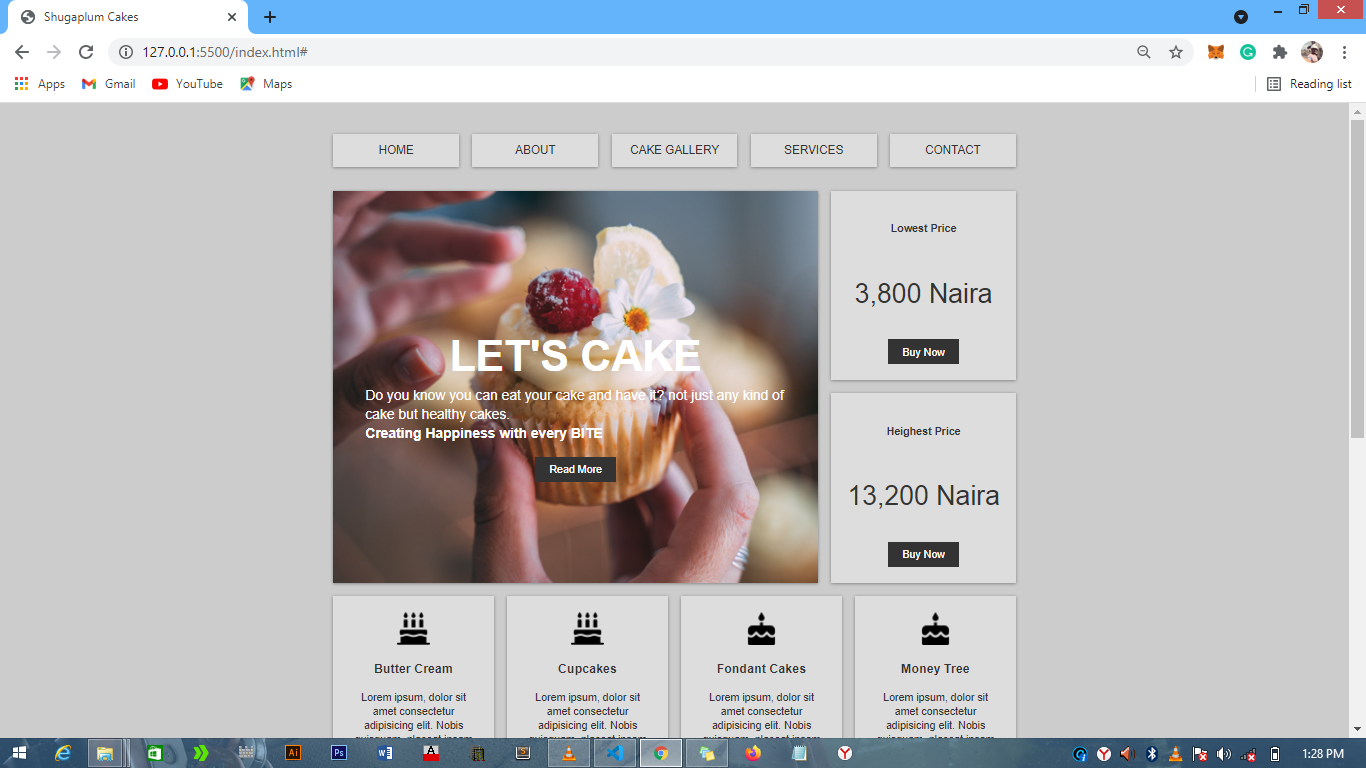 Shugaplum Cakes
127.0.0.1:5500/index.html#
Apps Gmail YouTube Maps Reading list
HOME ABOUT CAKE GALLERY SERVICES CONTACT
LET'S CAKE
Do you know you can eat your cake and have it? not just any kind of
cake but healthy cakes.
Creating Happiness with every BITE
Read More
Lowest Price
3,800 Naira
Buy Now
Heighest Price
13,200 Naira
Buy Now
Butter Cream
Lorem ipsum, dolor sit
amet consectetur
adipisicing elit. Nobis
Cupcakes
Lorem ipsum, dolor sit
amet consectetur
adipisicing elit. Nobis
Fondant Cakes
Lorem ipsum, dolor sit
amet consectetur
adipisicing elit. Nobis
Money Tree
Lorem ipsum, dolor sit
amet consectetur
adipisicing elit. Nobis
Ai Ps W A S Y
1:28 PM